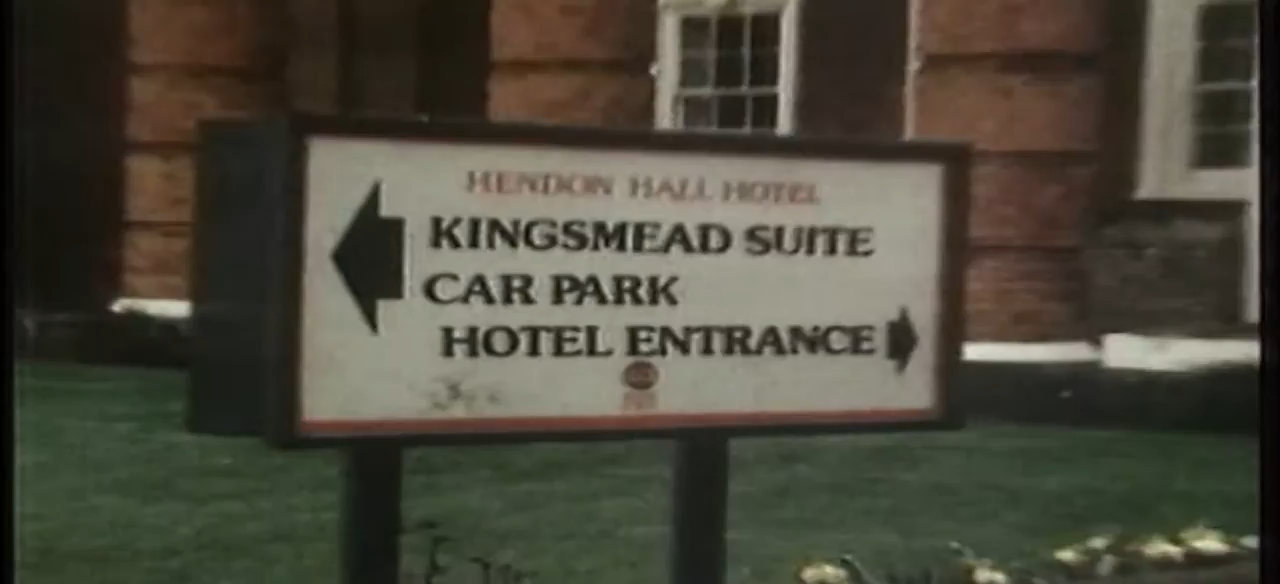 HENDON HALL HOTEL
KINGSMEAD SUITE
CAR PARK
HOTEL ENTRANCE